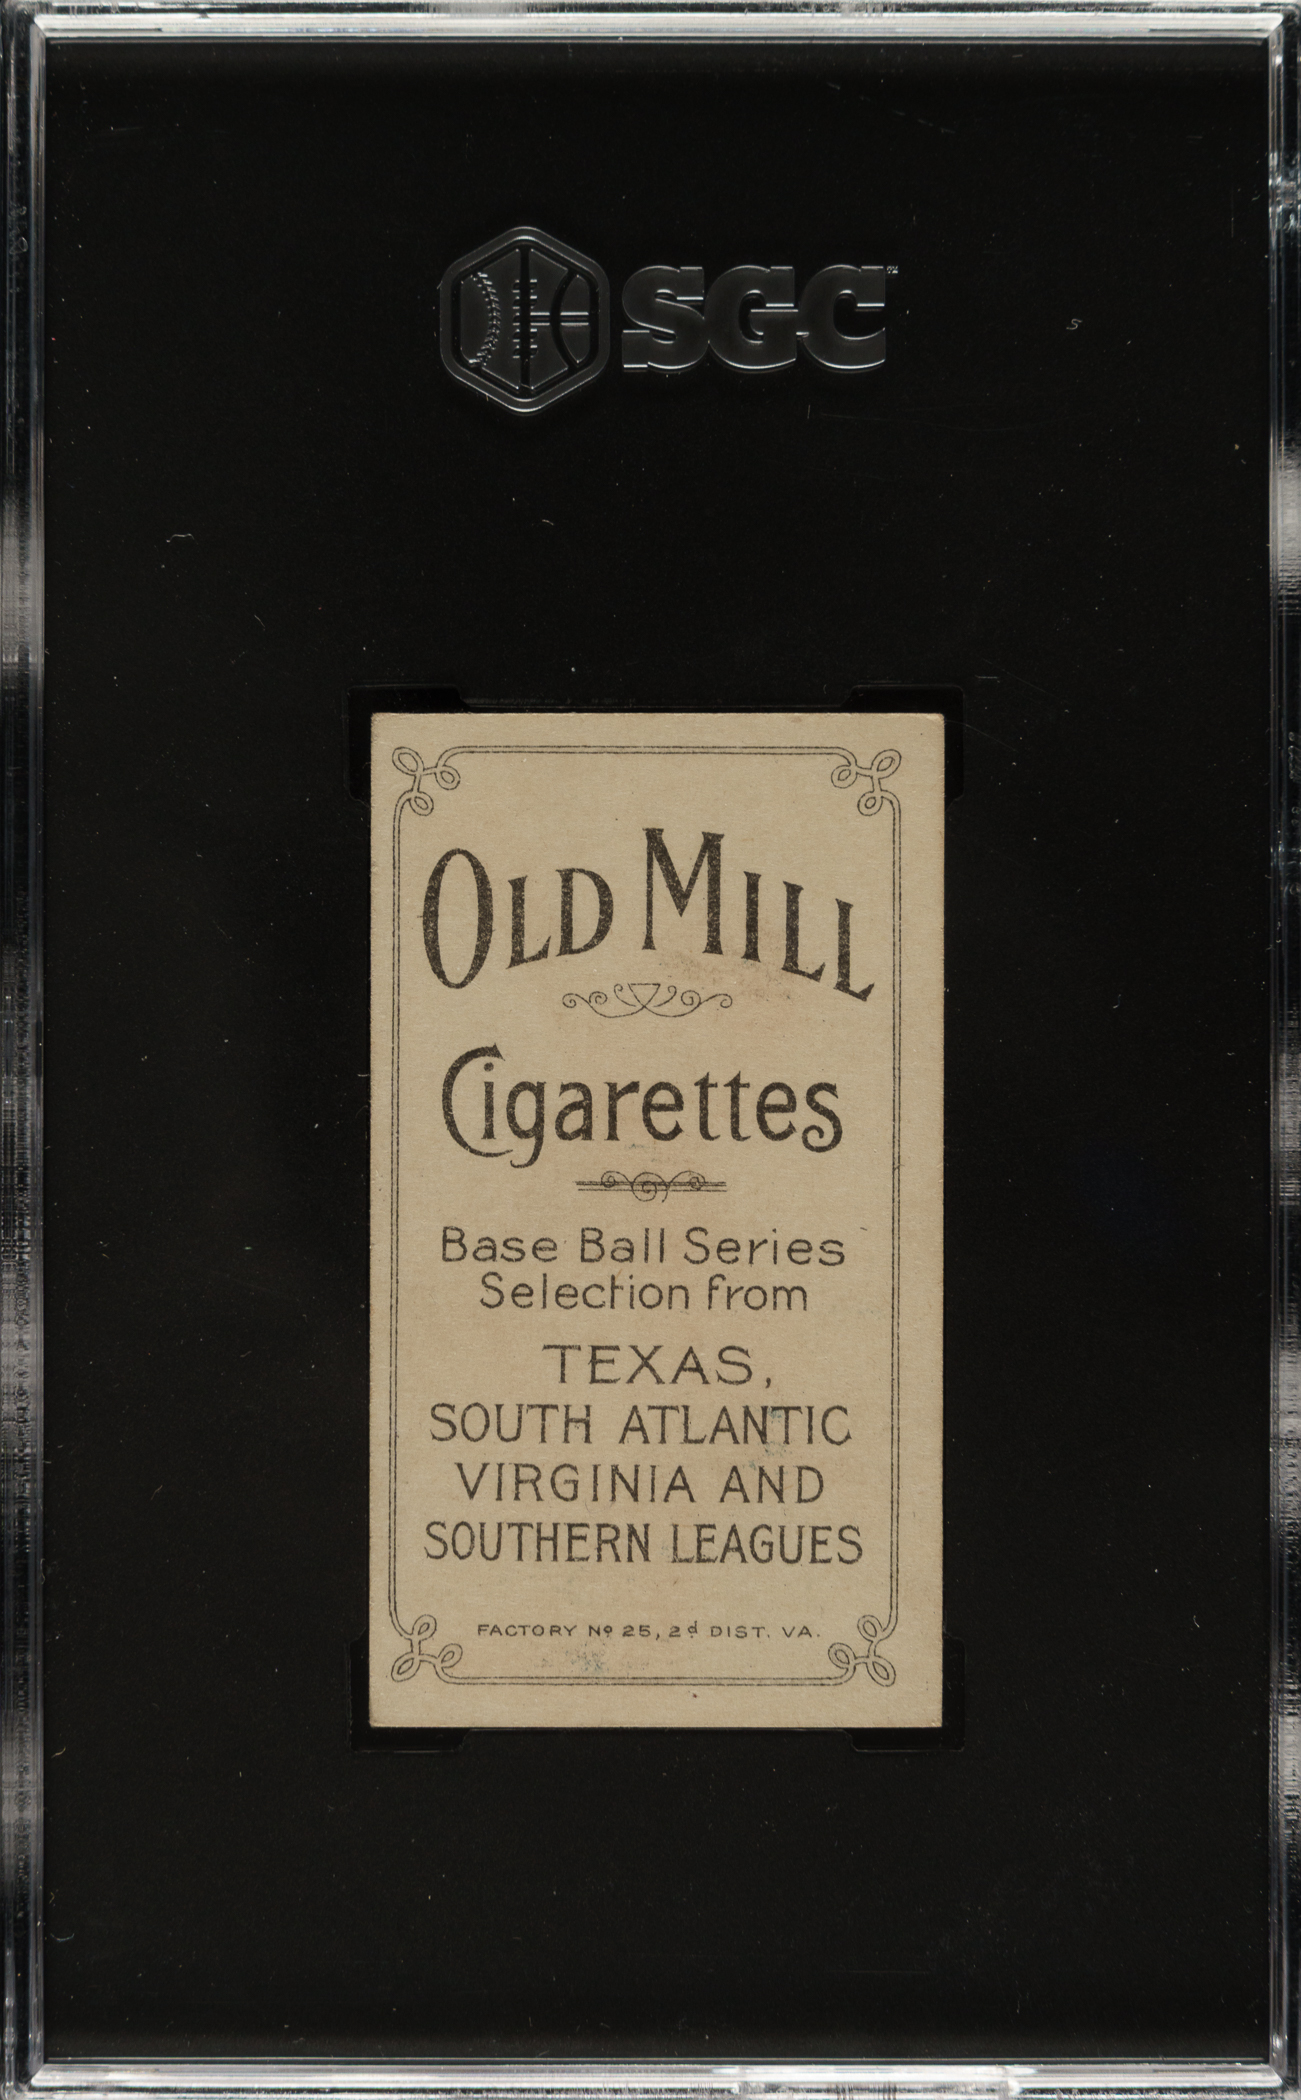 SGC
OLD MILL
Cigarettes
Base Ball Series
Selection from
TEXAS,
SOUTH ATLANTIC
VIRGINIA AND
SOUTHERN LEAGUES
FACTORY Nº 25, 2d DIST. VA.